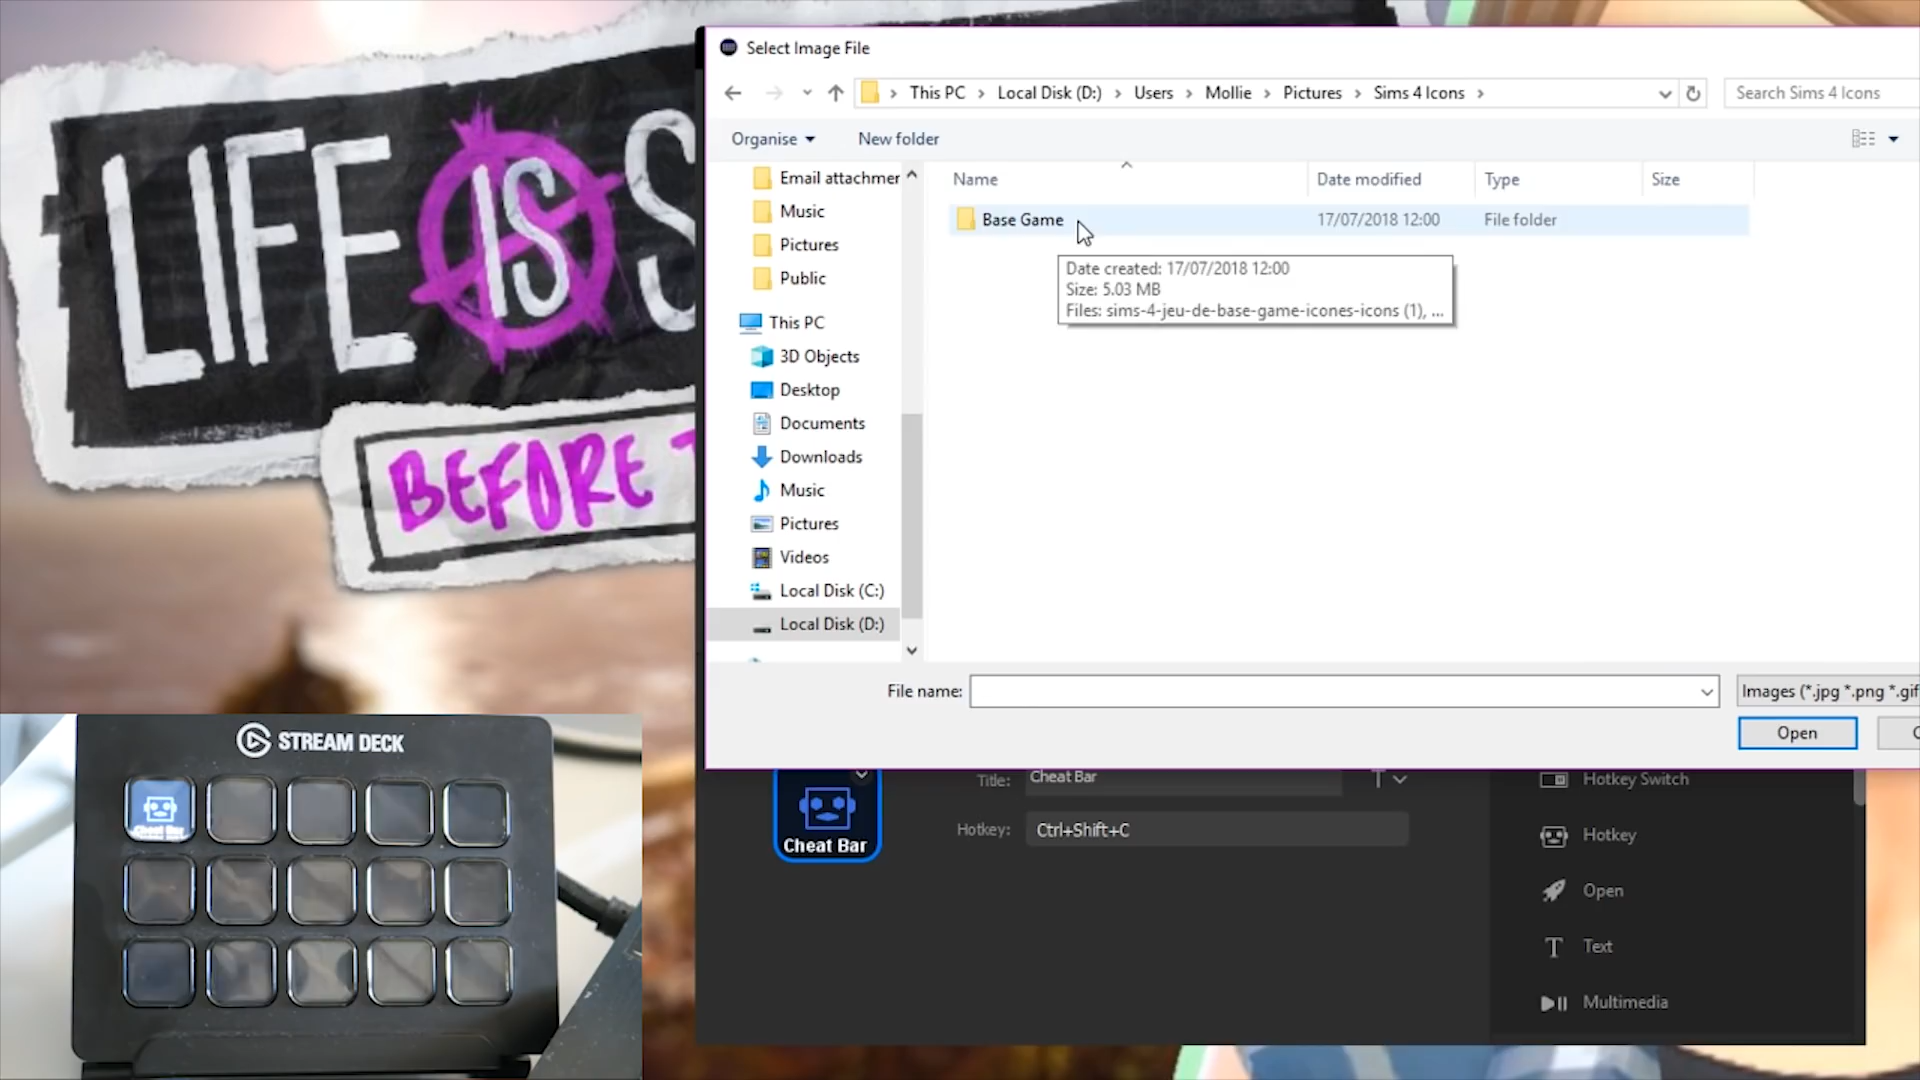 LIFE IS S
BEFORE T
Select Image File
This PC
Local Disk (D:)
Users
Mollie
Pictures
Sims 4 Icons
Search Sims 4 Icons
Organise
New folder
Name
Date modified
Type
Size
Email attachmer
Music
Pictures
Public
This PC
3D Objects
Desktop
Documents
Downloads
Music
Pictures
Videos
Local Disk (C:)
Local Disk (D:)
Base Game
17/07/2018 12:00
File folder
Date created: 17/07/2018 12:00
Size: 5.03 MB
Files: sims-4-jeu-de-base-game-icones-icons (1), ...
File name:
Images (*.jpg *.png *.gif
Open
C
Title:
Cheat Bar
T
Hotkey:
Ctrl+Shift+C
Cheat Bar
Hotkey Switch
Hotkey
Open
T Text
Multimedia
STREAM DECK
Cheat Bar